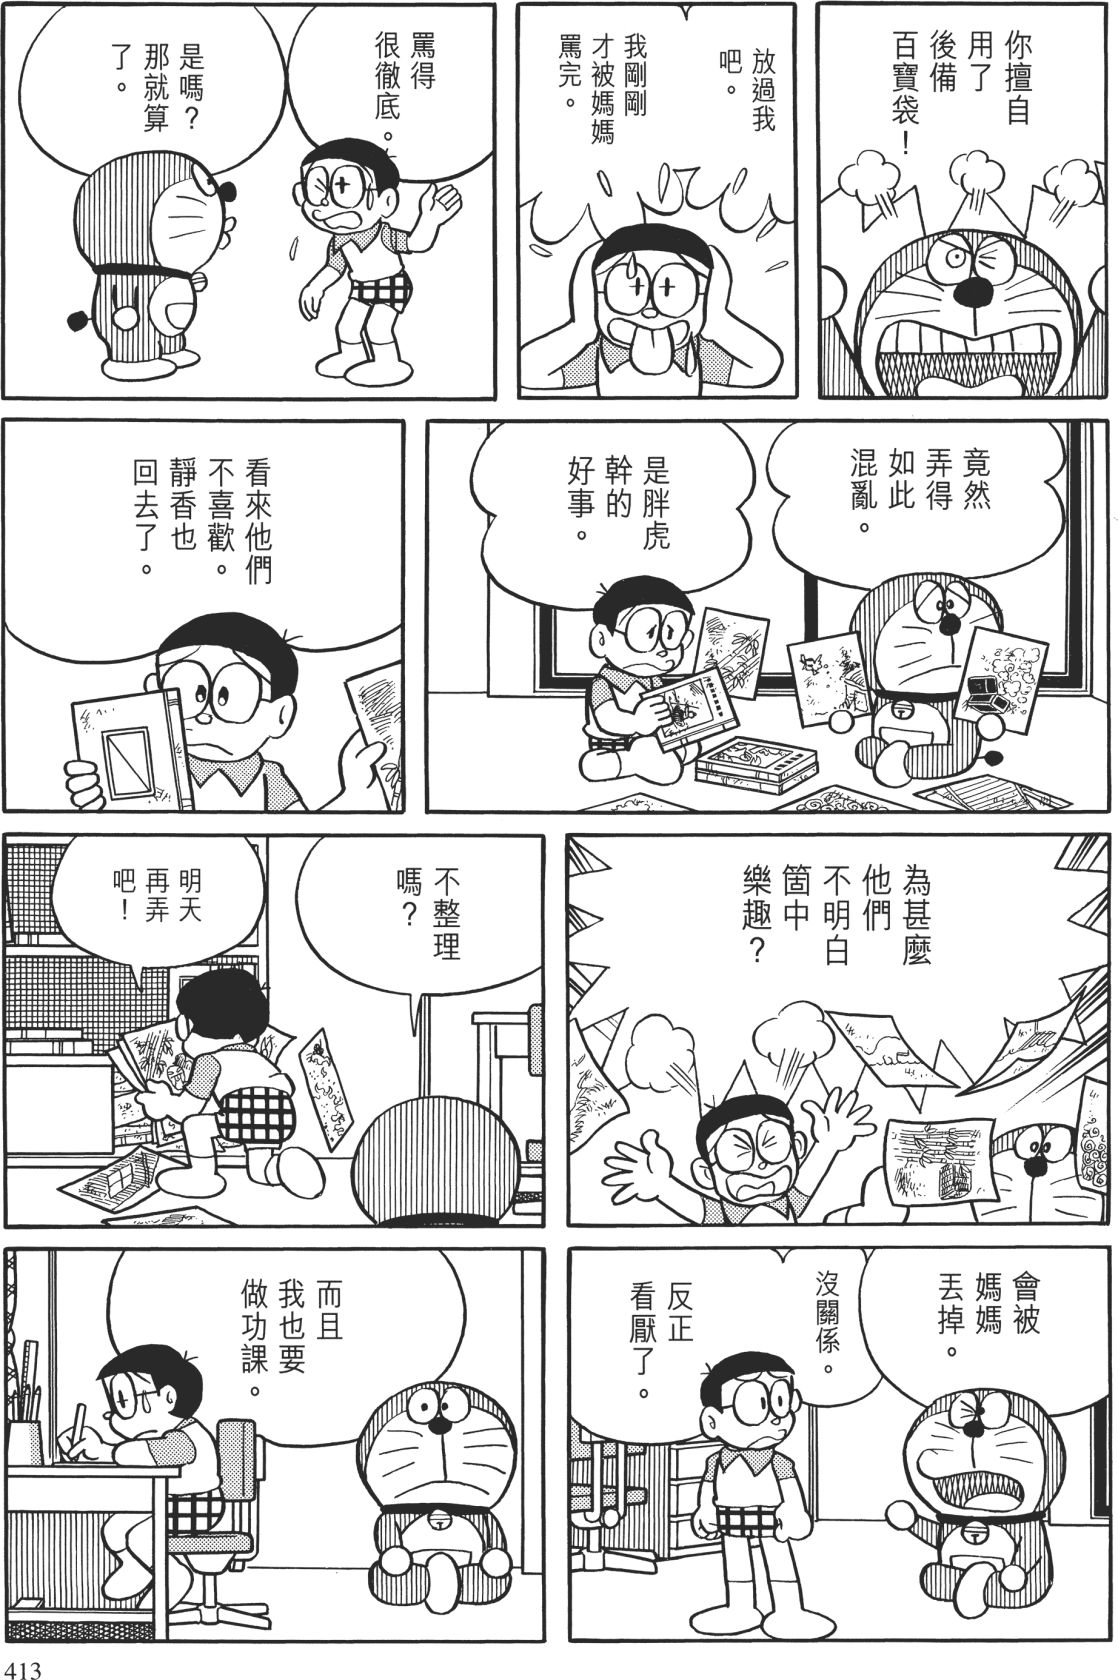 你擅自
用了
後備
百寶袋！
放過我
吧。
我剛剛
才被媽媽
罵完。
罵得
很徹底。
是嗎？
那就算
了。
竟然
弄得
如此
混亂。
是胖虎
幹的
好事。
看來他們
不喜歡。
靜香也
回去了。
為甚麼
他們
不明白
箇中
樂趣？
不整理
嗎？
明天
再弄
吧！
會被
媽媽
丟掉。
沒關係。
反正
看厭了。
而且
我也要
做功課。
413